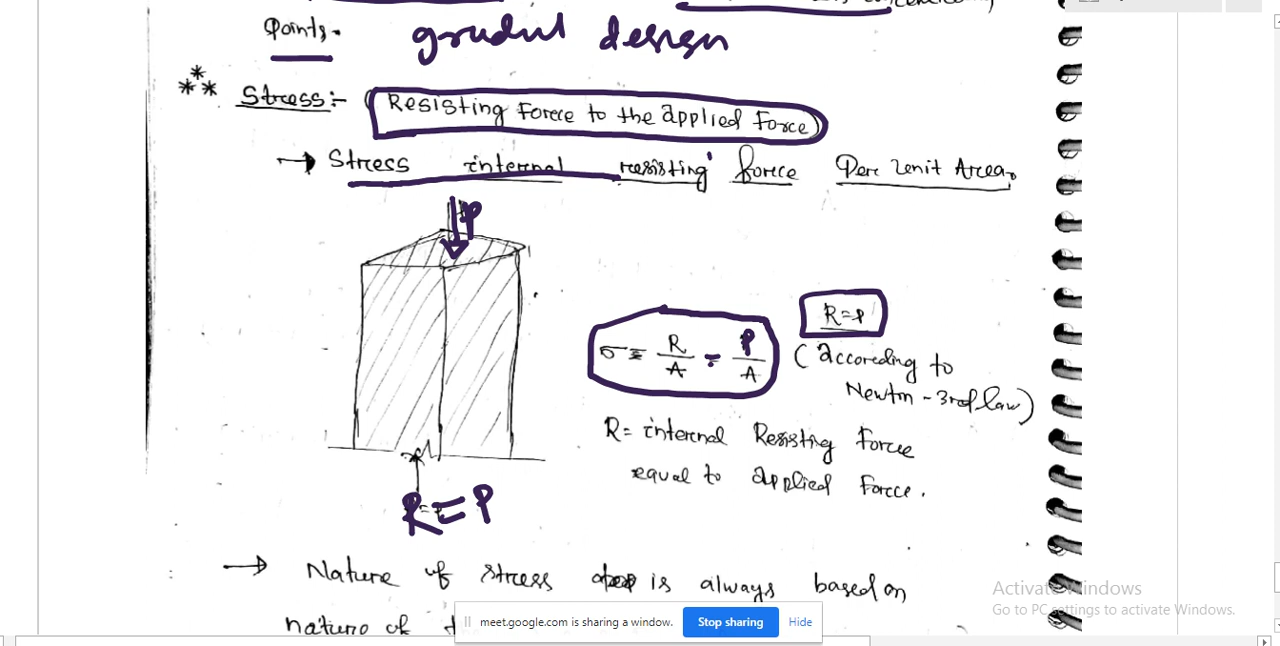 Points.
gradul design
*** Stress:- (Resisting Forece to the applied Force)
→ Stress internal resisting force Per Unit Area.
P
σ = R/A = P/A
R=P
(according to
Newton - 3rd law)
R = internal Resisting Force
equal to applied Force.
R = P
→ Nature of stress is always based on
nature of
Activate Windows
Go to PC settings to activate Windows.
meet.google.com is sharing a window.
Stop sharing
Hide